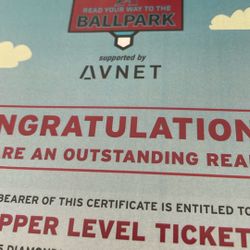 READ YOUR WAY TO THE
BALLPARK
supported by
AVNET
NGRATULATION
RE AN OUTSTANDING REA
BEARER OF THIS CERTIFICATE IS ENTITLED TO
PPER LEVEL TICKET
DIAMON